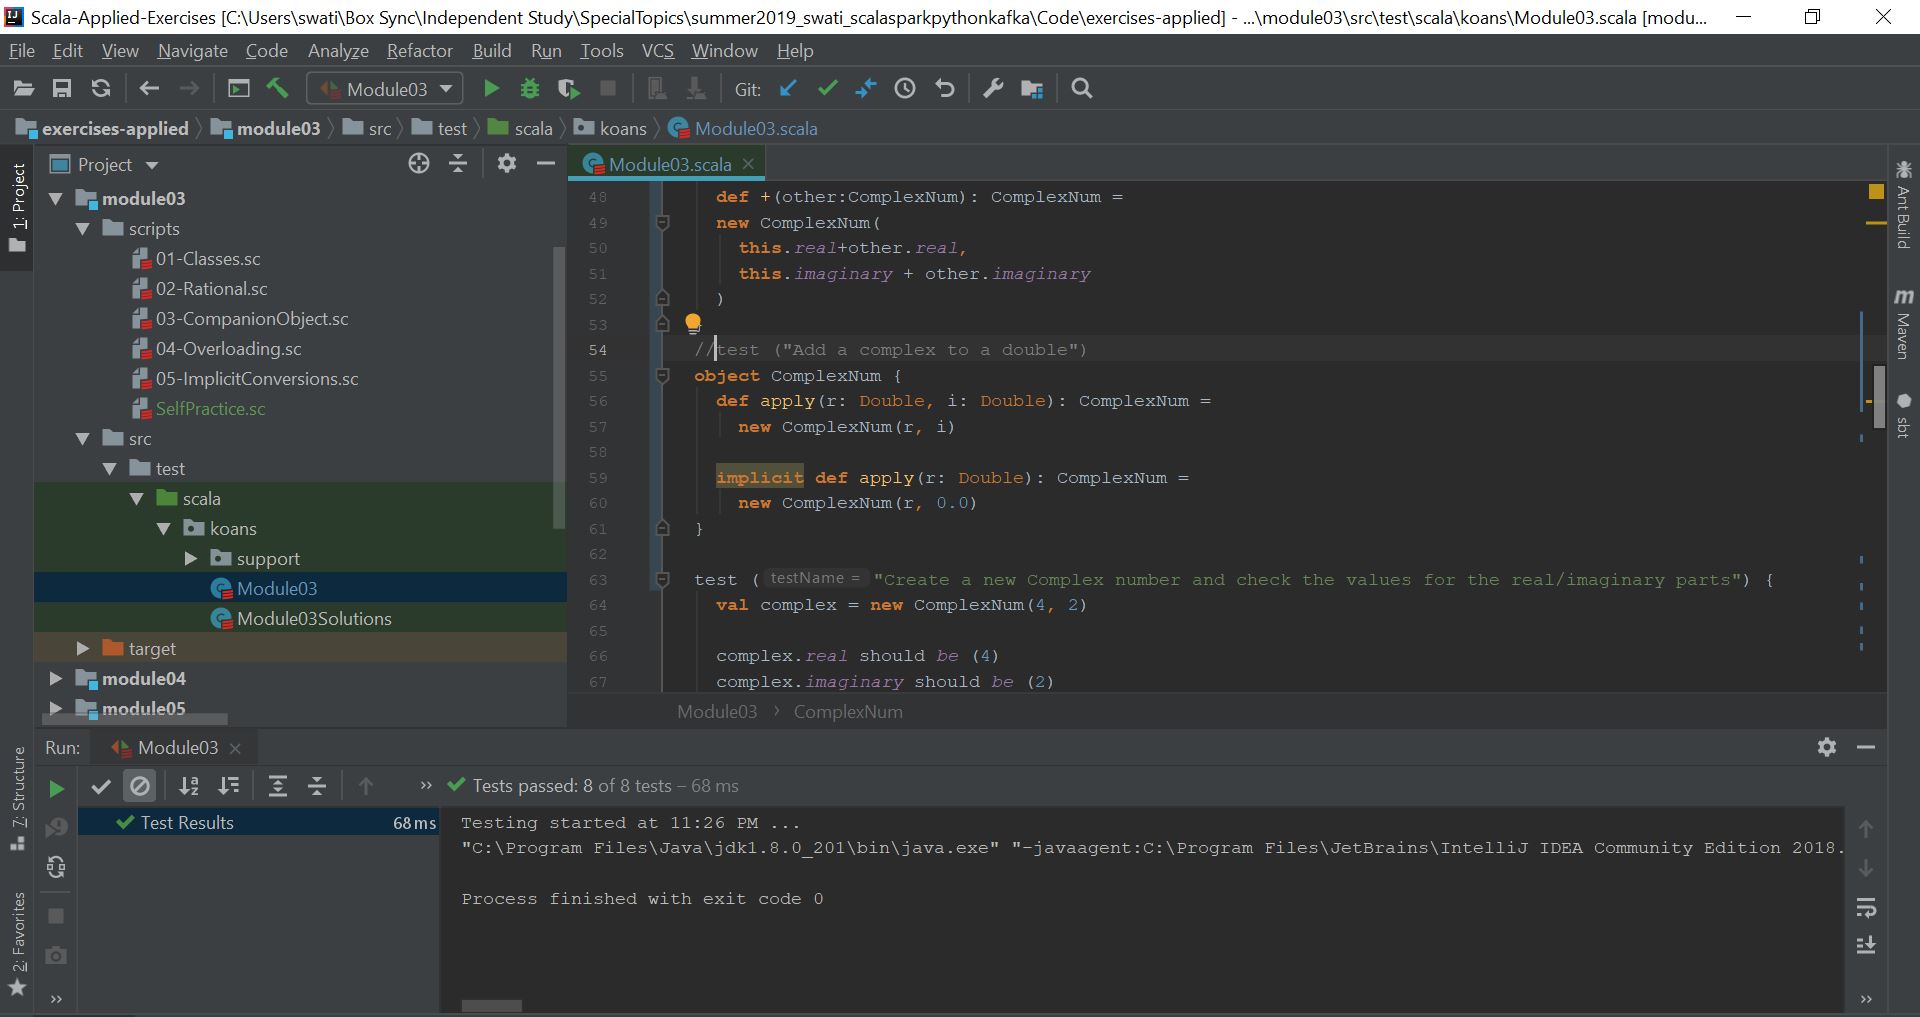 Scala-Applied-Exercises [C:\Users\swati\Box Sync\Independent Study\SpecialTopics\summer2019_swati_scalasparkpythonkafka\Code\exercises-applied] - ...\module03\src\test\scala\koans\Module03.scala [modu...
File Edit View Navigate Code Analyze Refactor Build Run Tools VCS Window Help
Module03 Git:
exercises-applied module03 src test scala koans Module03.scala
1: Project
7: Structure
2: Favorites
Project
module03
scripts
01-Classes.sc
02-Rational.sc
03-CompanionObject.sc
04-Overloading.sc
05-ImplicitConversions.sc
SelfPractice.sc
src
test
scala
koans
support
Module03
Module03Solutions
target
module04
module05
Module03.scala
48 def +(other:ComplexNum): ComplexNum =
49 new ComplexNum(
50 this.real+other.real,
51 this.imaginary + other.imaginary
52 )
53
54 //test ("Add a complex to a double")
55 object ComplexNum {
56 def apply(r: Double, i: Double): ComplexNum =
57 new ComplexNum(r, i)
58
59 implicit def apply(r: Double): ComplexNum =
60 new ComplexNum(r, 0.0)
61 }
62
63 test ( testName = "Create a new Complex number and check the values for the real/imaginary parts") {
64 val complex = new ComplexNum(4, 2)
65
66 complex.real should be (4)
67 complex.imaginary should be (2)
Module03 › ComplexNum
Ant Build
m Maven
sbt
Run: Module03
Tests passed: 8 of 8 tests – 68 ms
Test Results 68 ms
Testing started at 11:26 PM ...
"C:\Program Files\Java\jdk1.8.0_201\bin\java.exe" "-javaagent:C:\Program Files\JetBrains\IntelliJ IDEA Community Edition 2018.
Process finished with exit code 0